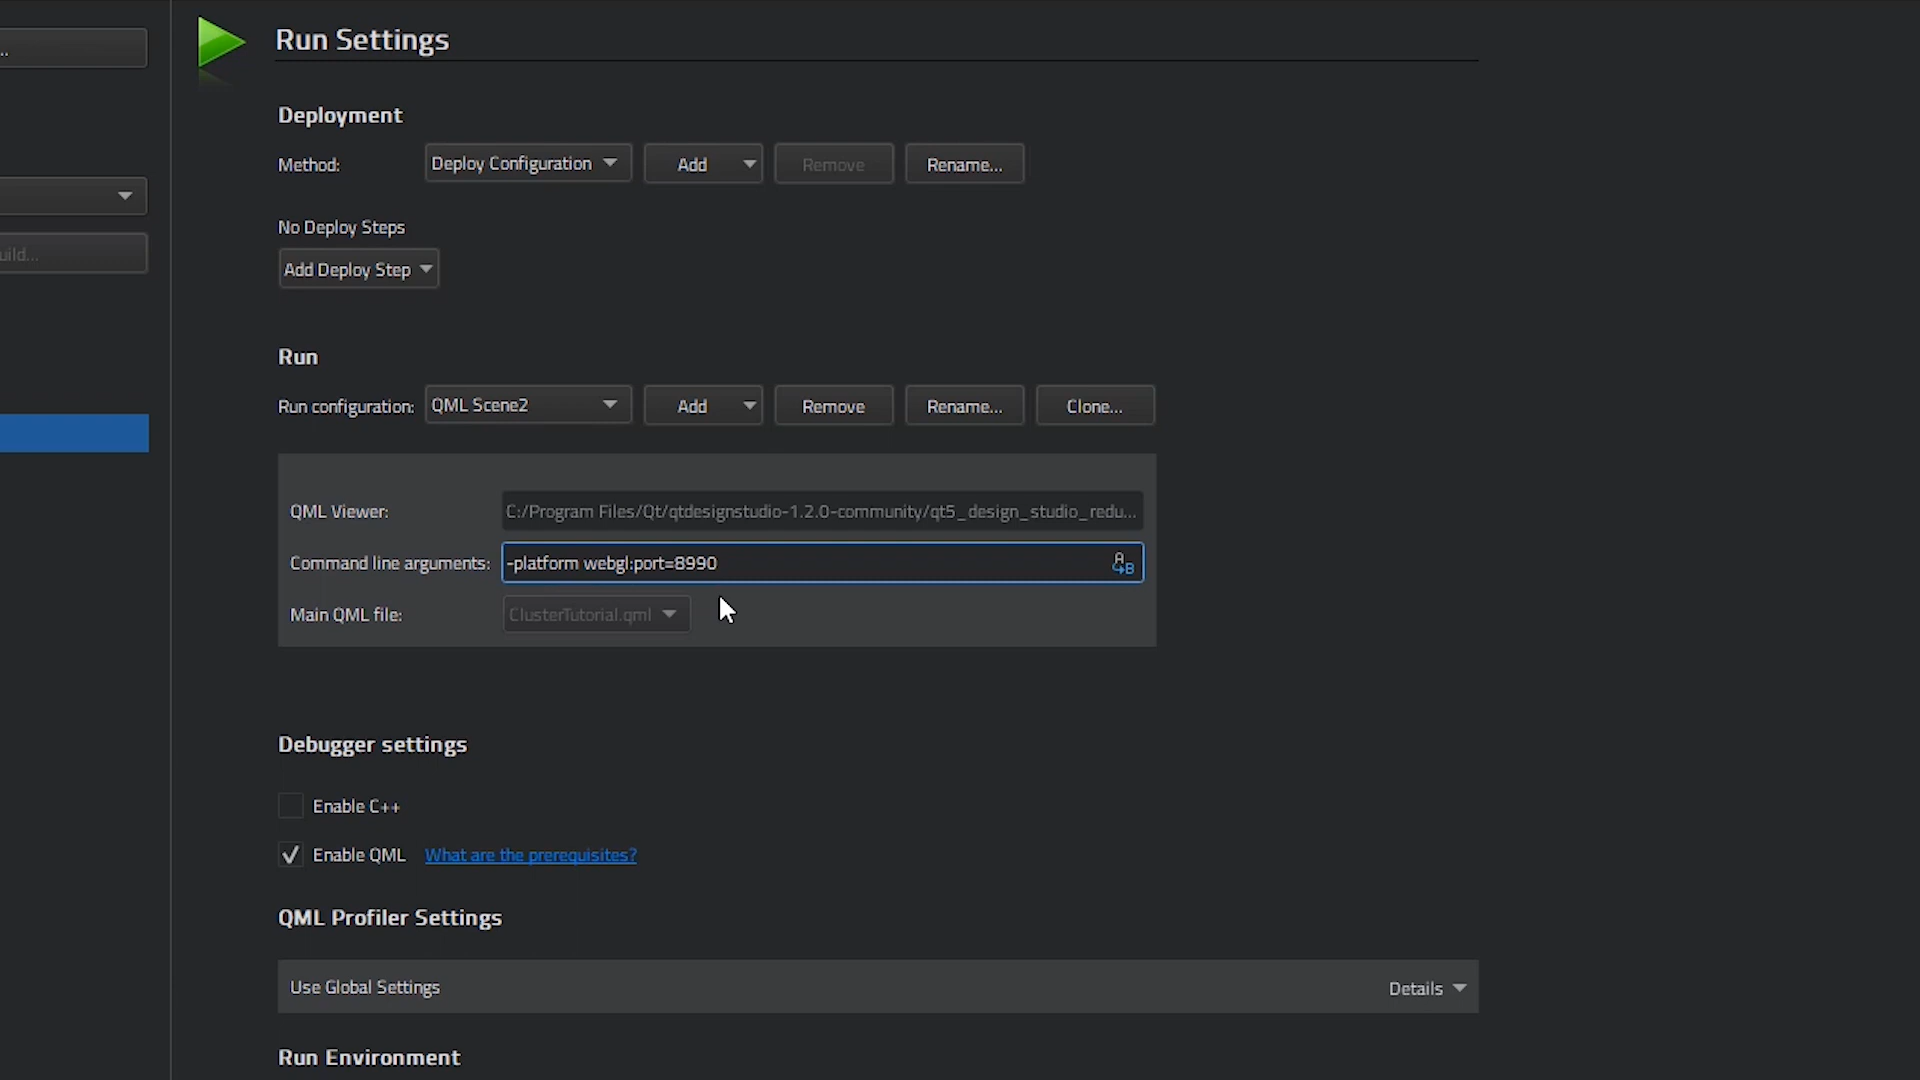 ...
uild...
Run Settings
Deployment
Method: Deploy Configuration Add Remove Rename...
No Deploy Steps
Add Deploy Step
Run
Run configuration: QML Scene2 Add Remove Rename... Clone...
QML Viewer: C:/Program Files/Qt/qtdesignstudio-1.2.0-community/qt5_design_studio_redu...
Command line arguments: -platform webgl:port=8990
Main QML file: ClusterTutorial.qml
Debugger settings
Enable C++
Enable QML What are the prerequisites?
QML Profiler Settings
Use Global Settings Details
Run Environment